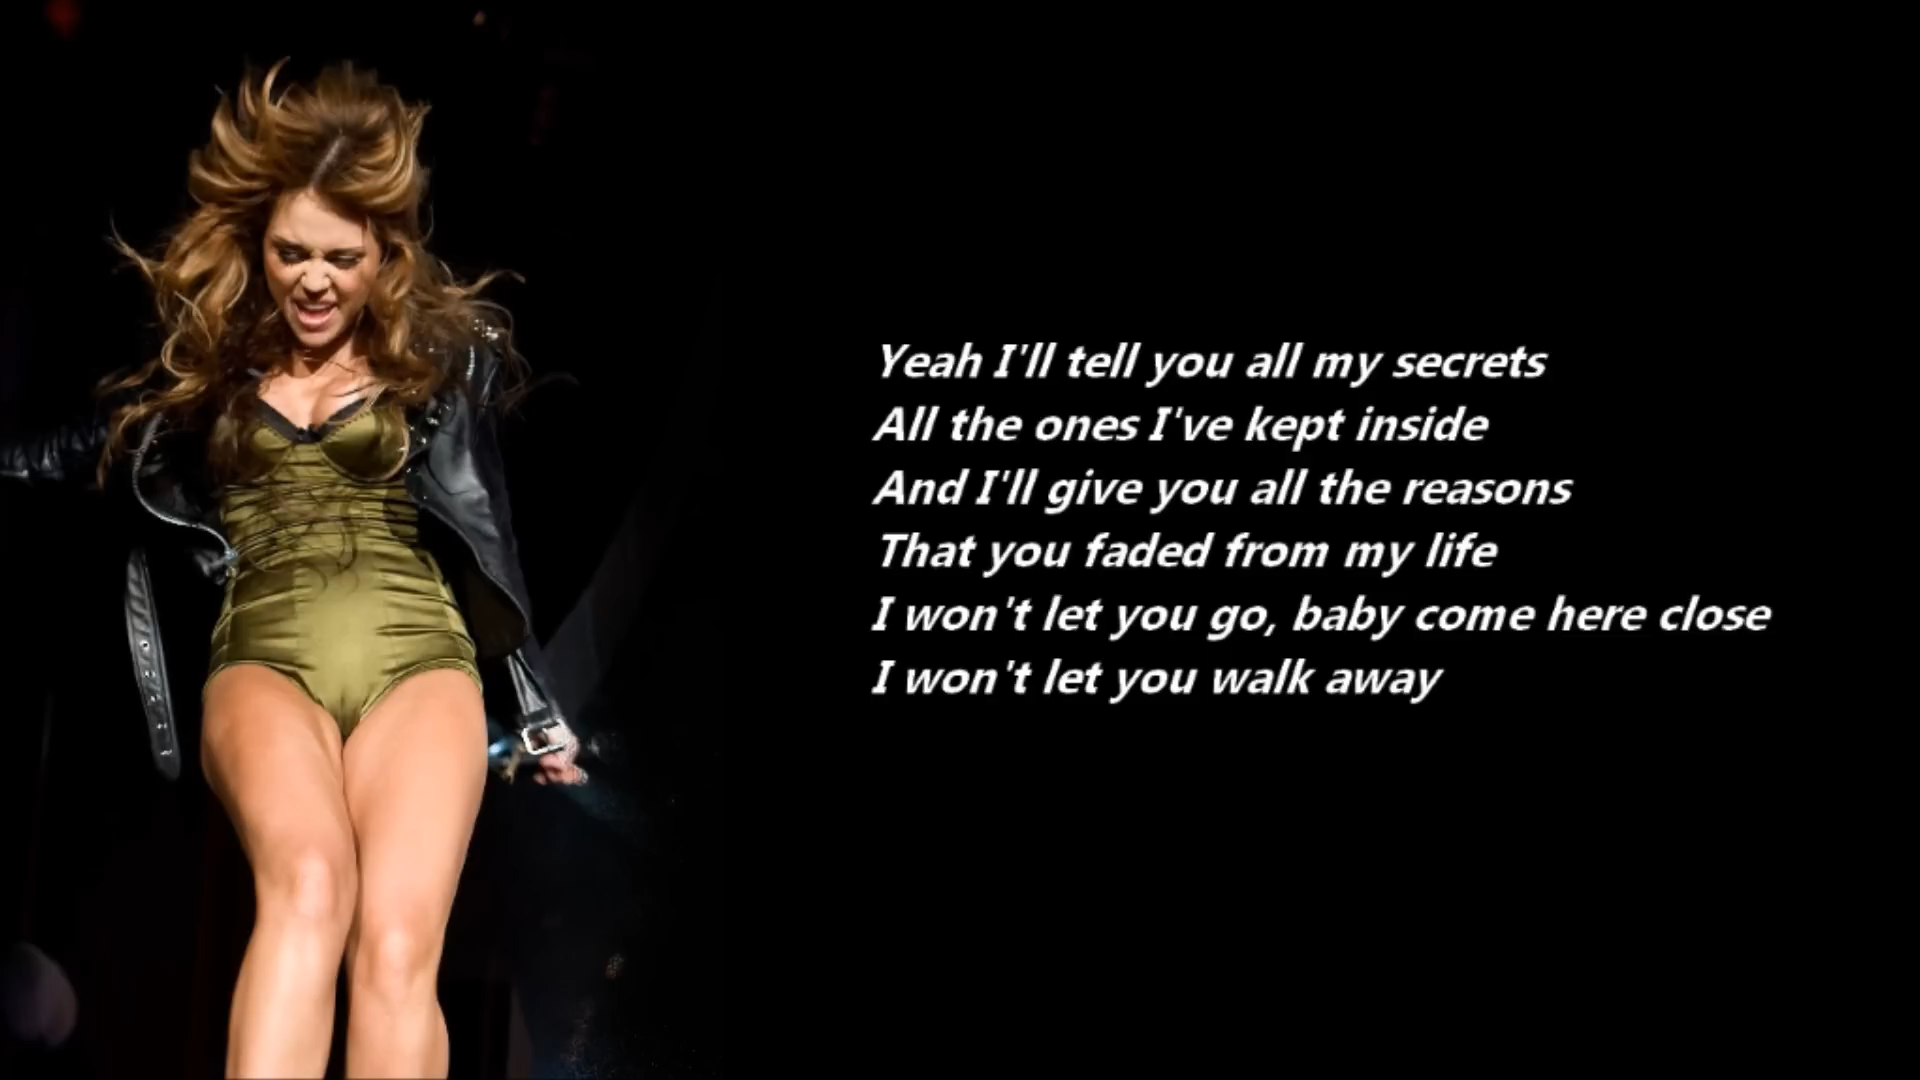 Yeah I'll tell you all my secrets
All the ones I've kept inside
And I'll give you all the reasons
That you faded from my life
I won't let you go, baby come here close
I won't let you walk away